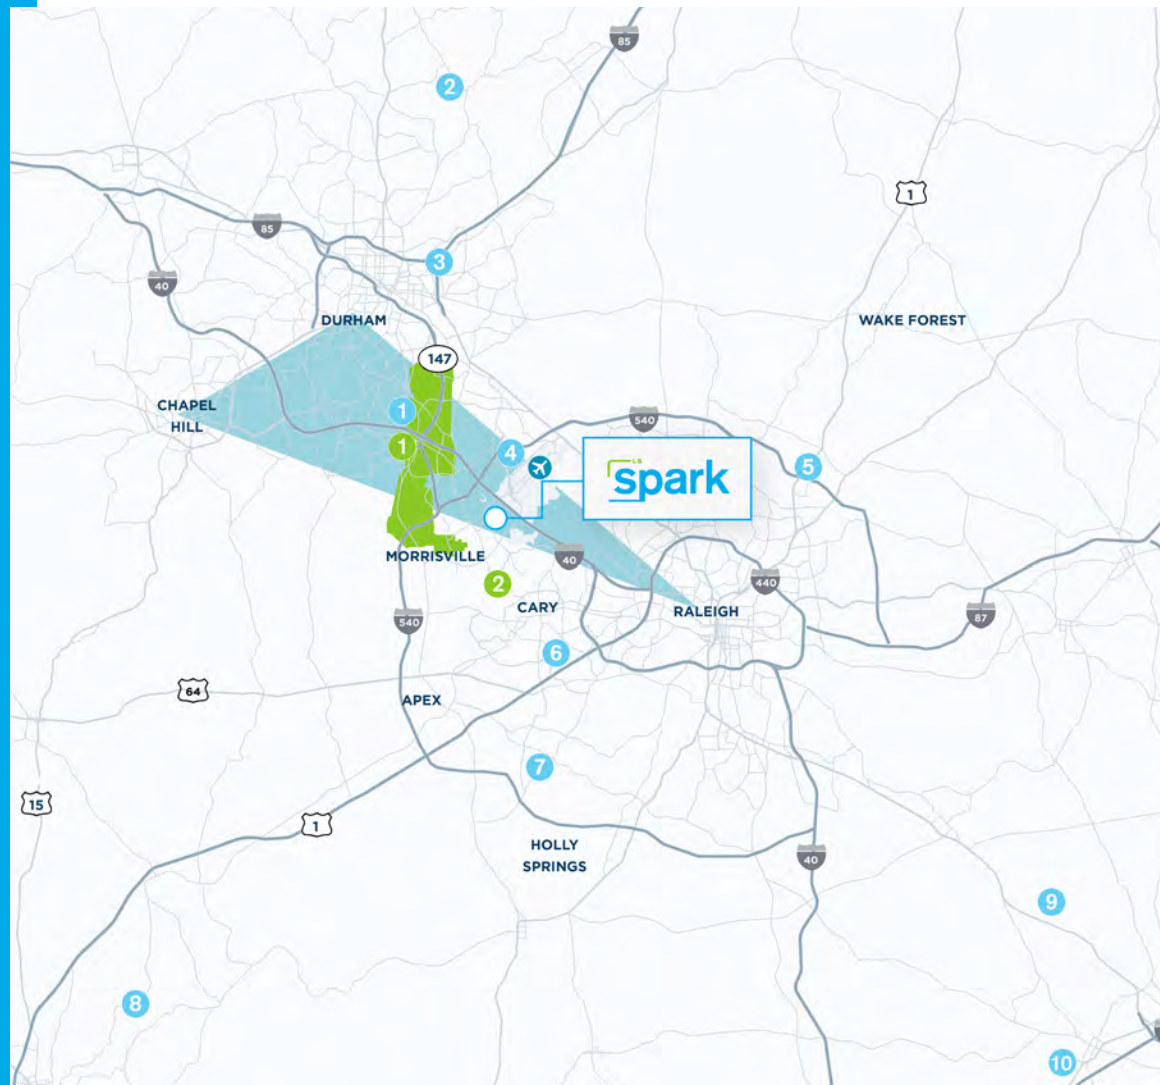 85
2
1
85
3
40
DURHAM
WAKE FOREST
147
CHAPEL
HILL
1
540
1
4
5
LS
spark
MORRISVILLE
40
2
440
CARY
RALEIGH
87
540
6
64
APEX
7
15
1
HOLLY
SPRINGS
40
9
8
10